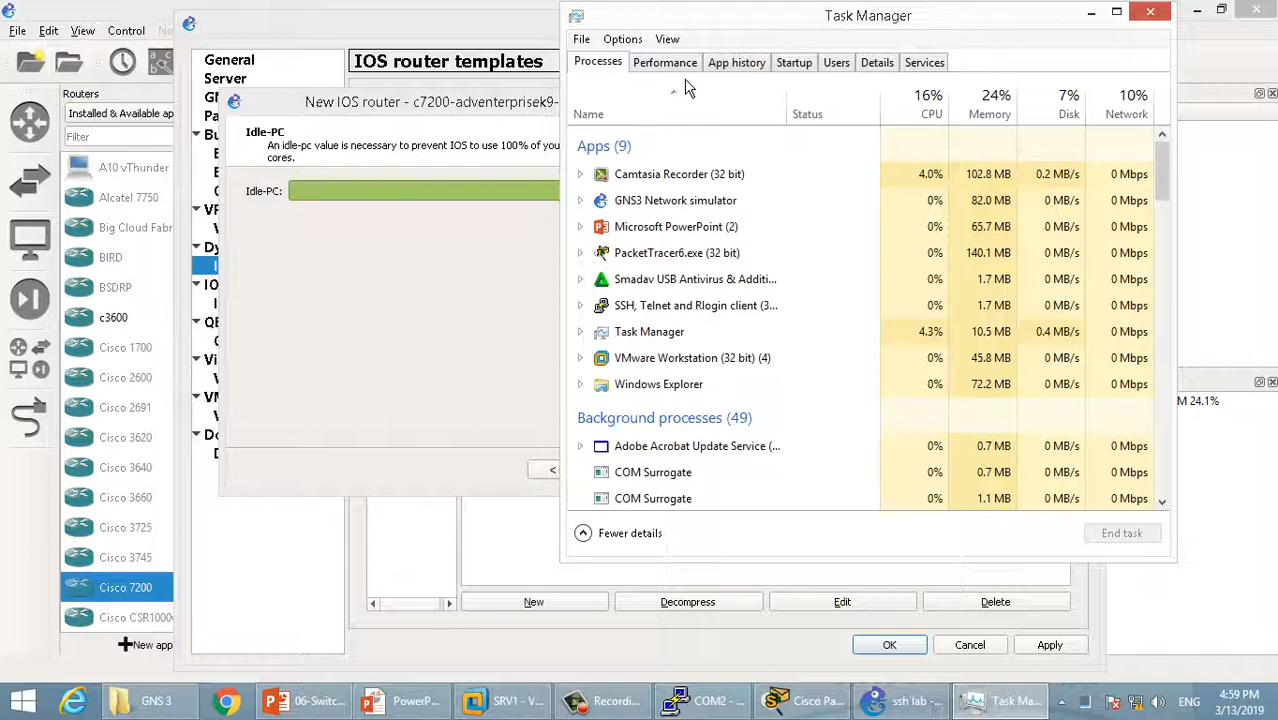 File Edit View Control
Routers
Installed & Available ap
Filter
A10 vThunder
Alcatel 7750
Big Cloud Fabr
BIRD
BSDRP
c3600
Cisco 1700
Cisco 2600
Cisco 2691
Cisco 3620
Cisco 3640
Cisco 3660
Cisco 3725
Cisco 3745
Cisco 7200
Cisco CSR1000
New app
General
Server
IOS router templates
New IOS router - c7200-adventerprisek9-
Idle-PC
An idle-pc value is necessary to prevent IOS to use 100% of you
cores.
Idle-PC:
<
New Decompress Edit Delete
OK Cancel Apply
Task Manager
File Options View
Processes Performance App history Startup Users Details Services
16% 24% 7% 10%
Name Status CPU Memory Disk Network
Apps (9)
Camtasia Recorder (32 bit) 4.0% 102.8 MB 0.2 MB/s 0 Mbps
GNS3 Network simulator 0% 82.0 MB 0 MB/s 0 Mbps
Microsoft PowerPoint (2) 0% 65.7 MB 0 MB/s 0 Mbps
PacketTracer6.exe (32 bit) 0% 140.1 MB 0 MB/s 0 Mbps
Smadav USB Antivirus & Additi... 0% 1.7 MB 0 MB/s 0 Mbps
SSH, Telnet and Rlogin client (3... 0% 1.7 MB 0 MB/s 0 Mbps
Task Manager 4.3% 10.5 MB 0.4 MB/s 0 Mbps
VMware Workstation (32 bit) (4) 0% 45.8 MB 0 MB/s 0 Mbps
Windows Explorer 0% 72.2 MB 0 MB/s 0 Mbps
Background processes (49)
Adobe Acrobat Update Service (... 0% 0.7 MB 0 MB/s 0 Mbps
COM Surrogate 0% 0.7 MB 0 MB/s 0 Mbps
COM Surrogate 0% 1.1 MB 0 MB/s 0 Mbps
Fewer details End task
M 24.1%
GNS 3 06-Switc... PowerP... SRV1 - V... Recordi... COM2 - ... Cisco Pa... ssh lab -... Task Ma... ENG
4:59 PM
3/13/2019